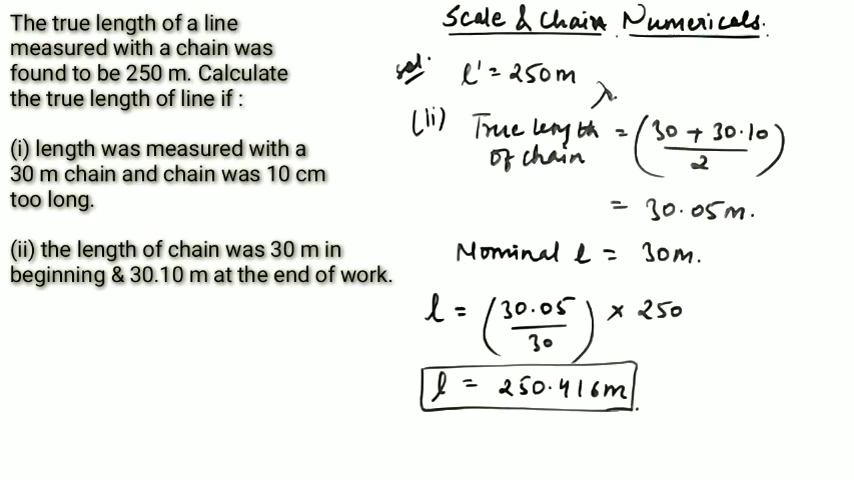 The true length of a line
measured with a chain was
found to be 250 m. Calculate
the true length of line if :
(i) length was measured with a
30 m chain and chain was 10 cm
too long.
(ii) the length of chain was 30 m in
beginning & 30.10 m at the end of work.
Scale & Chain Numericals.
sol. l' = 250m
(ii) True length of chain = (30 + 30.10 / 2)
= 30.05m.
Nominal l = 30m.
l = (30.05 / 30) × 250
l = 250.416m.